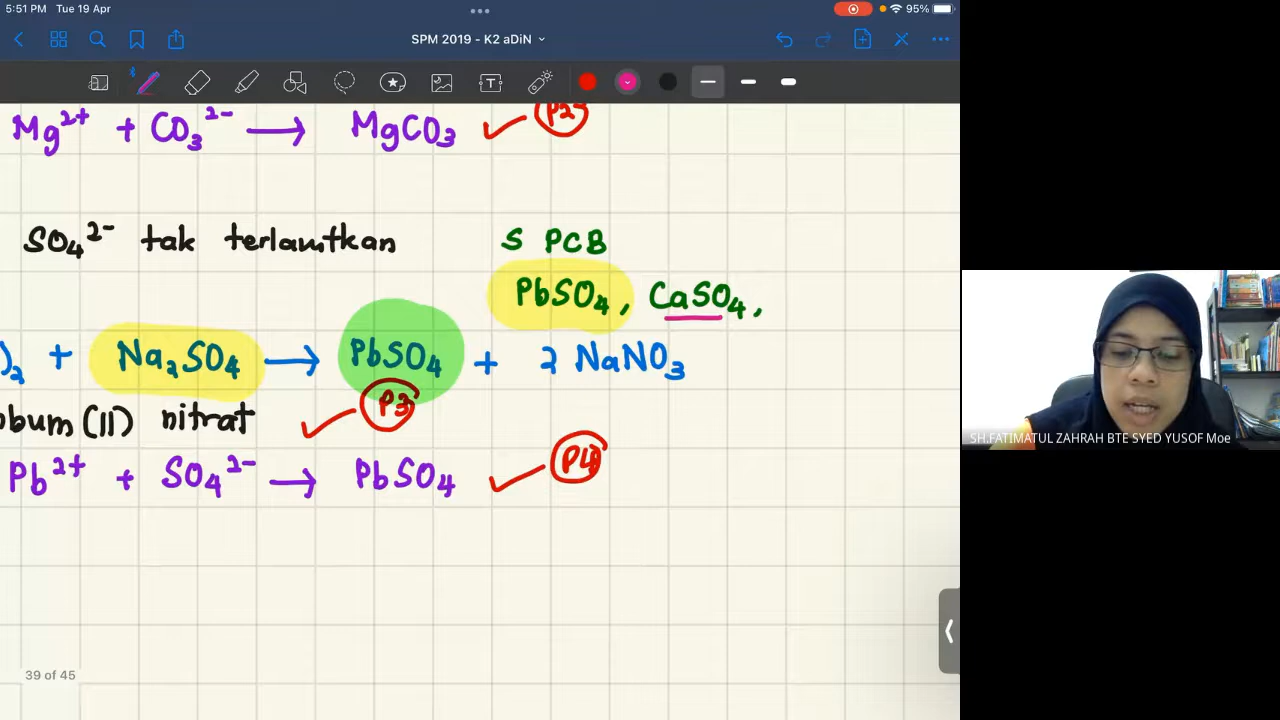 5:51 PM Tue 19 Apr
95%
SPM 2019 - K2 aDiN
Mg²⁺ + CO₃²⁻ → MgCO₃ ✓ P2
SO₄²⁻ tak terlarutkan S PCB
PbSO₄, CaSO₄,
)₂ + Na₂SO₄ → PbSO₄ + 2 NaNO₃
mbum (II) nitrat ✓ P3
Pb²⁺ + SO₄²⁻ → PbSO₄ ✓ P4
SH.FATIMATUL ZAHRAH BTE SYED YUSOF Moe
39 of 45